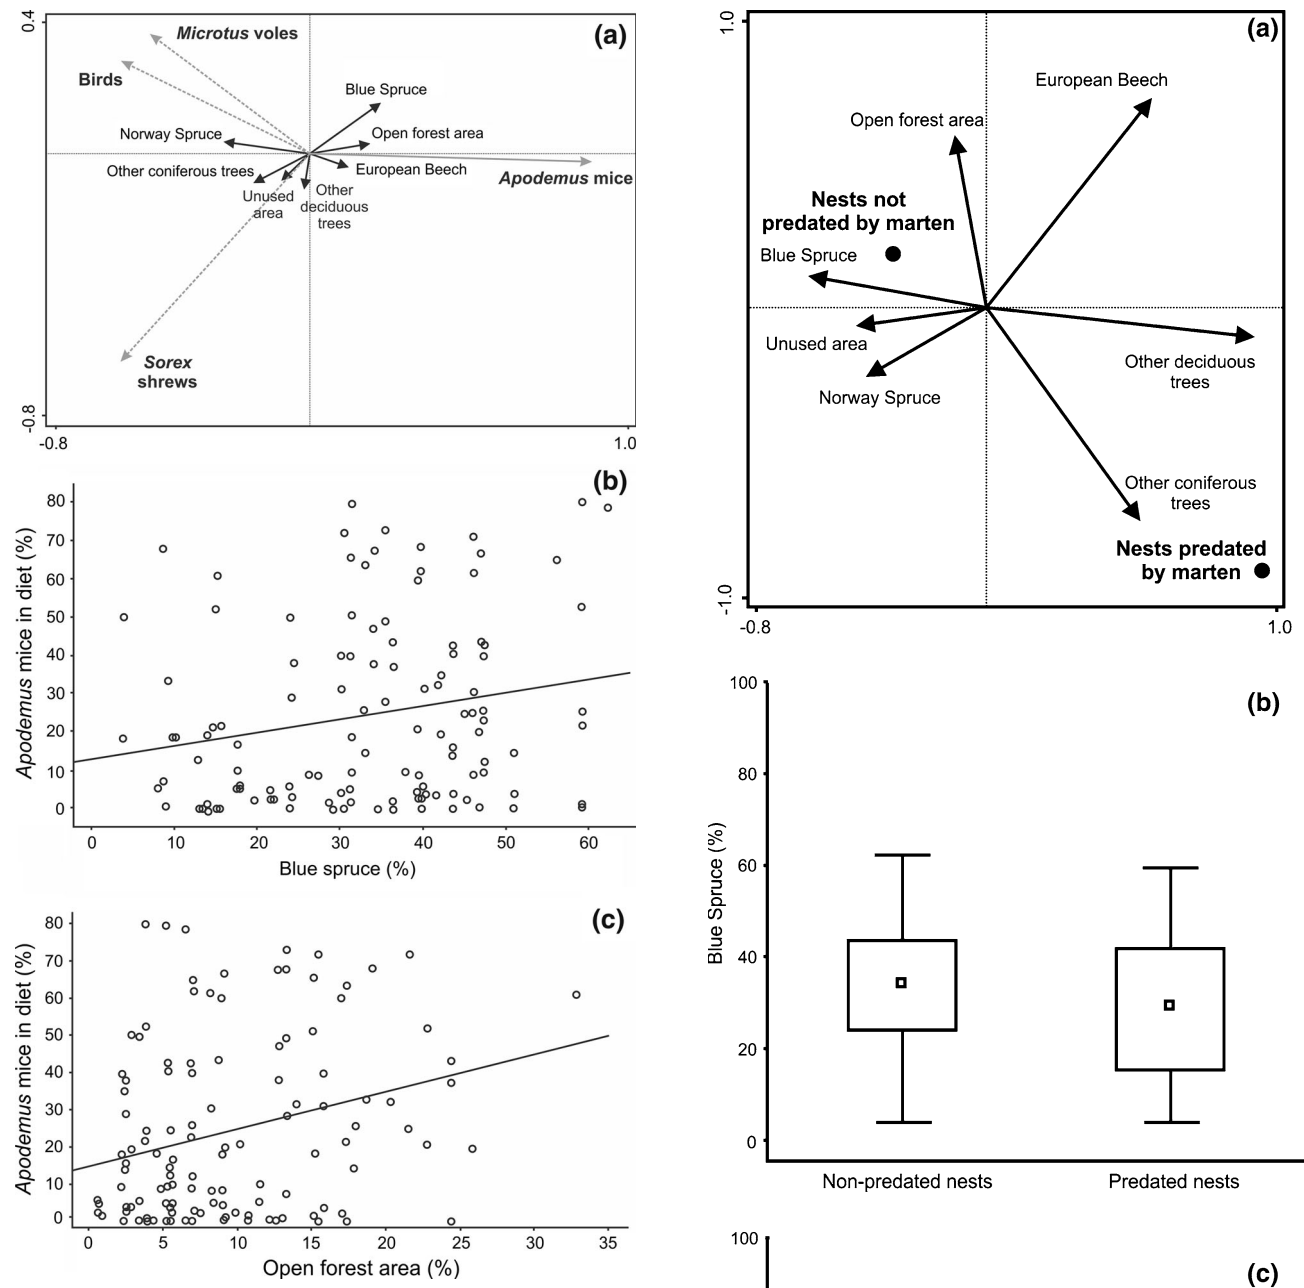 (a)
0.4
Microtus voles
Birds
Blue Spruce
Norway Spruce
Open forest area
Other coniferous trees
European Beech
Apodemus mice
Unused
area
Other
deciduous
trees
Sorex
shrews
-0.8
-0.8
1.0
(b)
80
70
60
50
40
30
20
10
0
Apodemus mice in diet (%)
0 10 20 30 40 50 60
Blue spruce (%)
(c)
80
70
60
50
40
30
20
10
0
Apodemus mice in diet (%)
0 5 10 15 20 25 30 35
Open forest area (%)
(a)
1.0
European Beech
Open forest area
Nests not
predated by marten
Blue Spruce
Unused area
Norway Spruce
Other deciduous
trees
Other coniferous
trees
Nests predated
by marten
-1.0
-0.8
1.0
(b)
100
80
60
40
20
0
Blue Spruce (%)
Non-predated nests
Predated nests
100
(c)